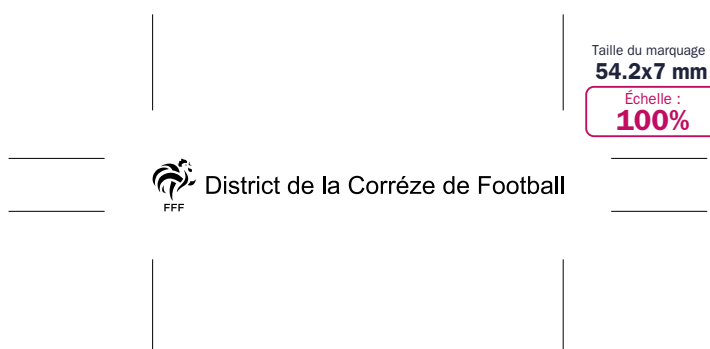 Taille du marquage
54.2x7 mm
Échelle :
100%
District de la Corréze de Football
FFF